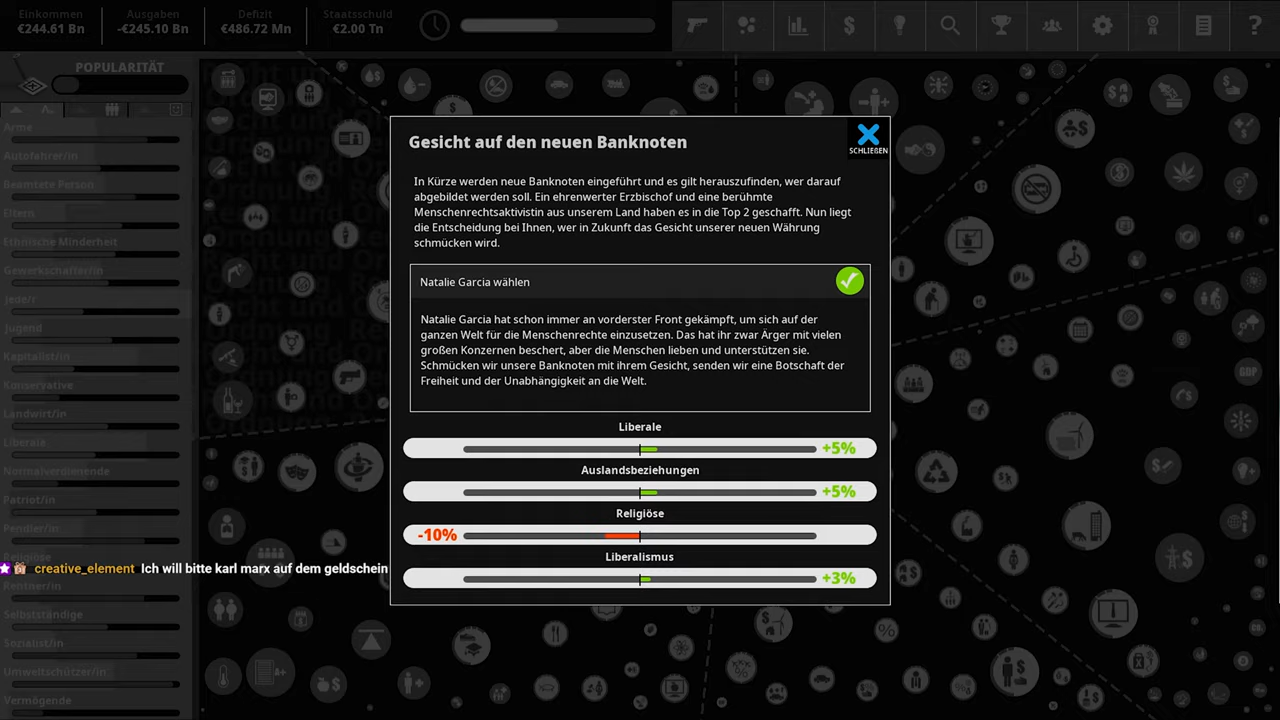 Einkommen
€244.61 Bn
Ausgaben
-€245.10 Bn
Defizit
€486.72 Mn
Staatsschuld
€2.00 Tn
POPULARITÄT
Arme
Autofahrer/in
Beamtete Person
Eltern
Ethnische Minderheit
Gewerkschafter/in
Jede/r
Jugend
Kapitalist/in
Konservative
Landwirt/in
Liberale
Normalverdienende
Patriot/in
Pendler/in
Religiöse
Rentner/in
Selbstständige
Sozialist/in
Umweltschützer/in
Vermögende
Gesicht auf den neuen Banknoten
SCHLIEßEN
In Kürze werden neue Banknoten eingeführt und es gilt herauszufinden, wer darauf
abgebildet werden soll. Ein ehrenwerter Erzbischof und eine berühmte
Menschenrechtsaktivistin aus unserem Land haben es in die Top 2 geschafft. Nun liegt
die Entscheidung bei Ihnen, wer in Zukunft das Gesicht unserer neuen Währung
schmücken wird.
Natalie Garcia wählen
Natalie Garcia hat schon immer an vorderster Front gekämpft, um sich auf der
ganzen Welt für die Menschenrechte einzusetzen. Das hat ihr zwar Ärger mit vielen
großen Konzernen beschert, aber die Menschen lieben und unterstützen sie.
Schmücken wir unsere Banknoten mit ihrem Gesicht, senden wir eine Botschaft der
Freiheit und der Unabhängigkeit an die Welt.
Liberale
+5%
Auslandsbeziehungen
+5%
Religiöse
-10%
Liberalismus
+3%
creative_element Ich will bitte karl marx auf dem geldschein
GDP